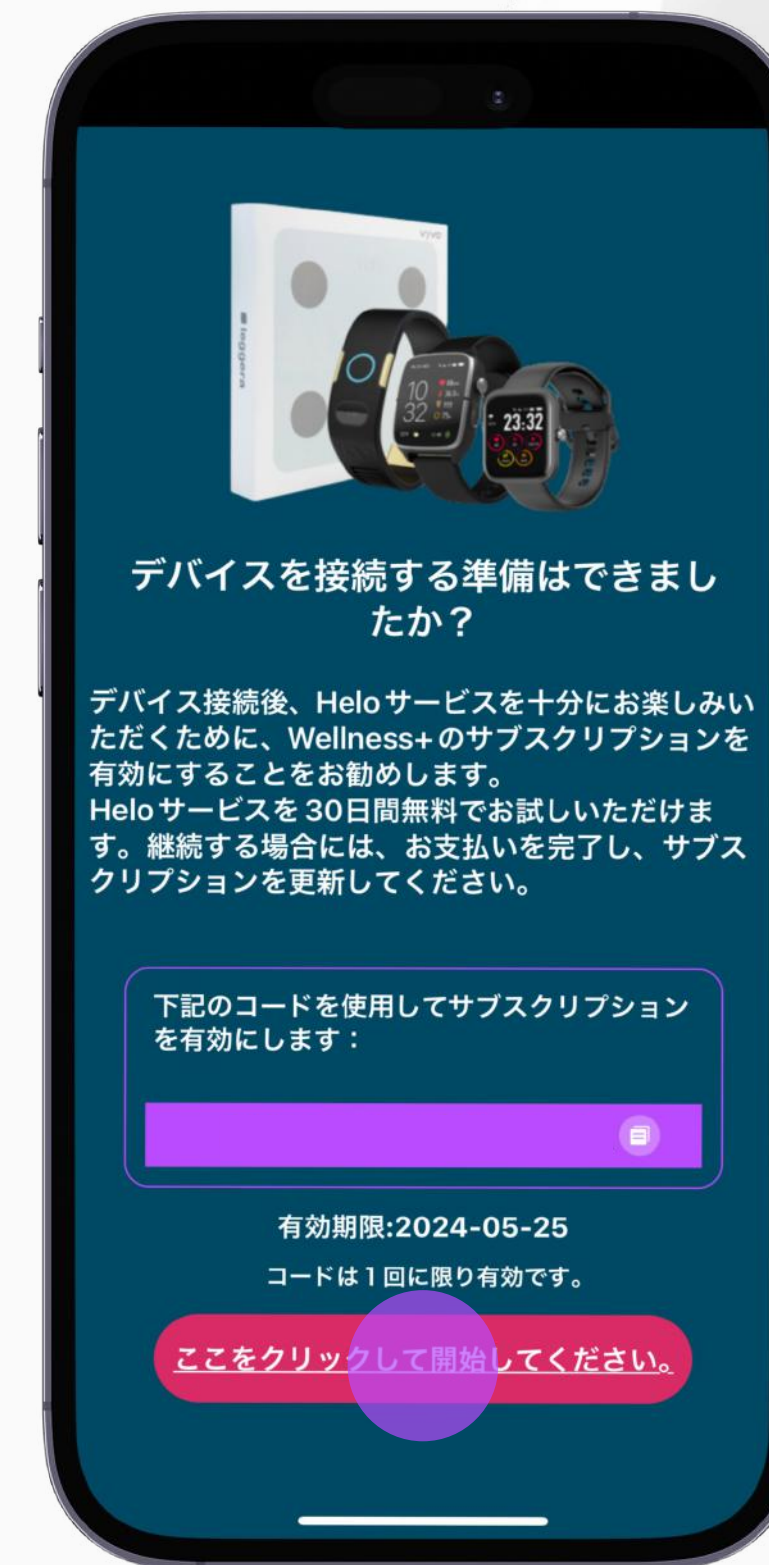 vyvo
leggera
10
32
23:32
デバイスを接続する準備はできまし
たか？
デバイス接続後、Heloサービスを十分にお楽しみい
ただくために、Wellness+のサブスクリプションを
有効にすることをお勧めします。
Heloサービスを30日間無料でお試しいただけま
す。継続する場合には、お支払いを完了し、サブス
クリプションを更新してください。
下記のコードを使用してサブスクリプション
を有効にします：
有効期限:2024-05-25
コードは1回に限り有効です。
ここをクリックして開始してください。